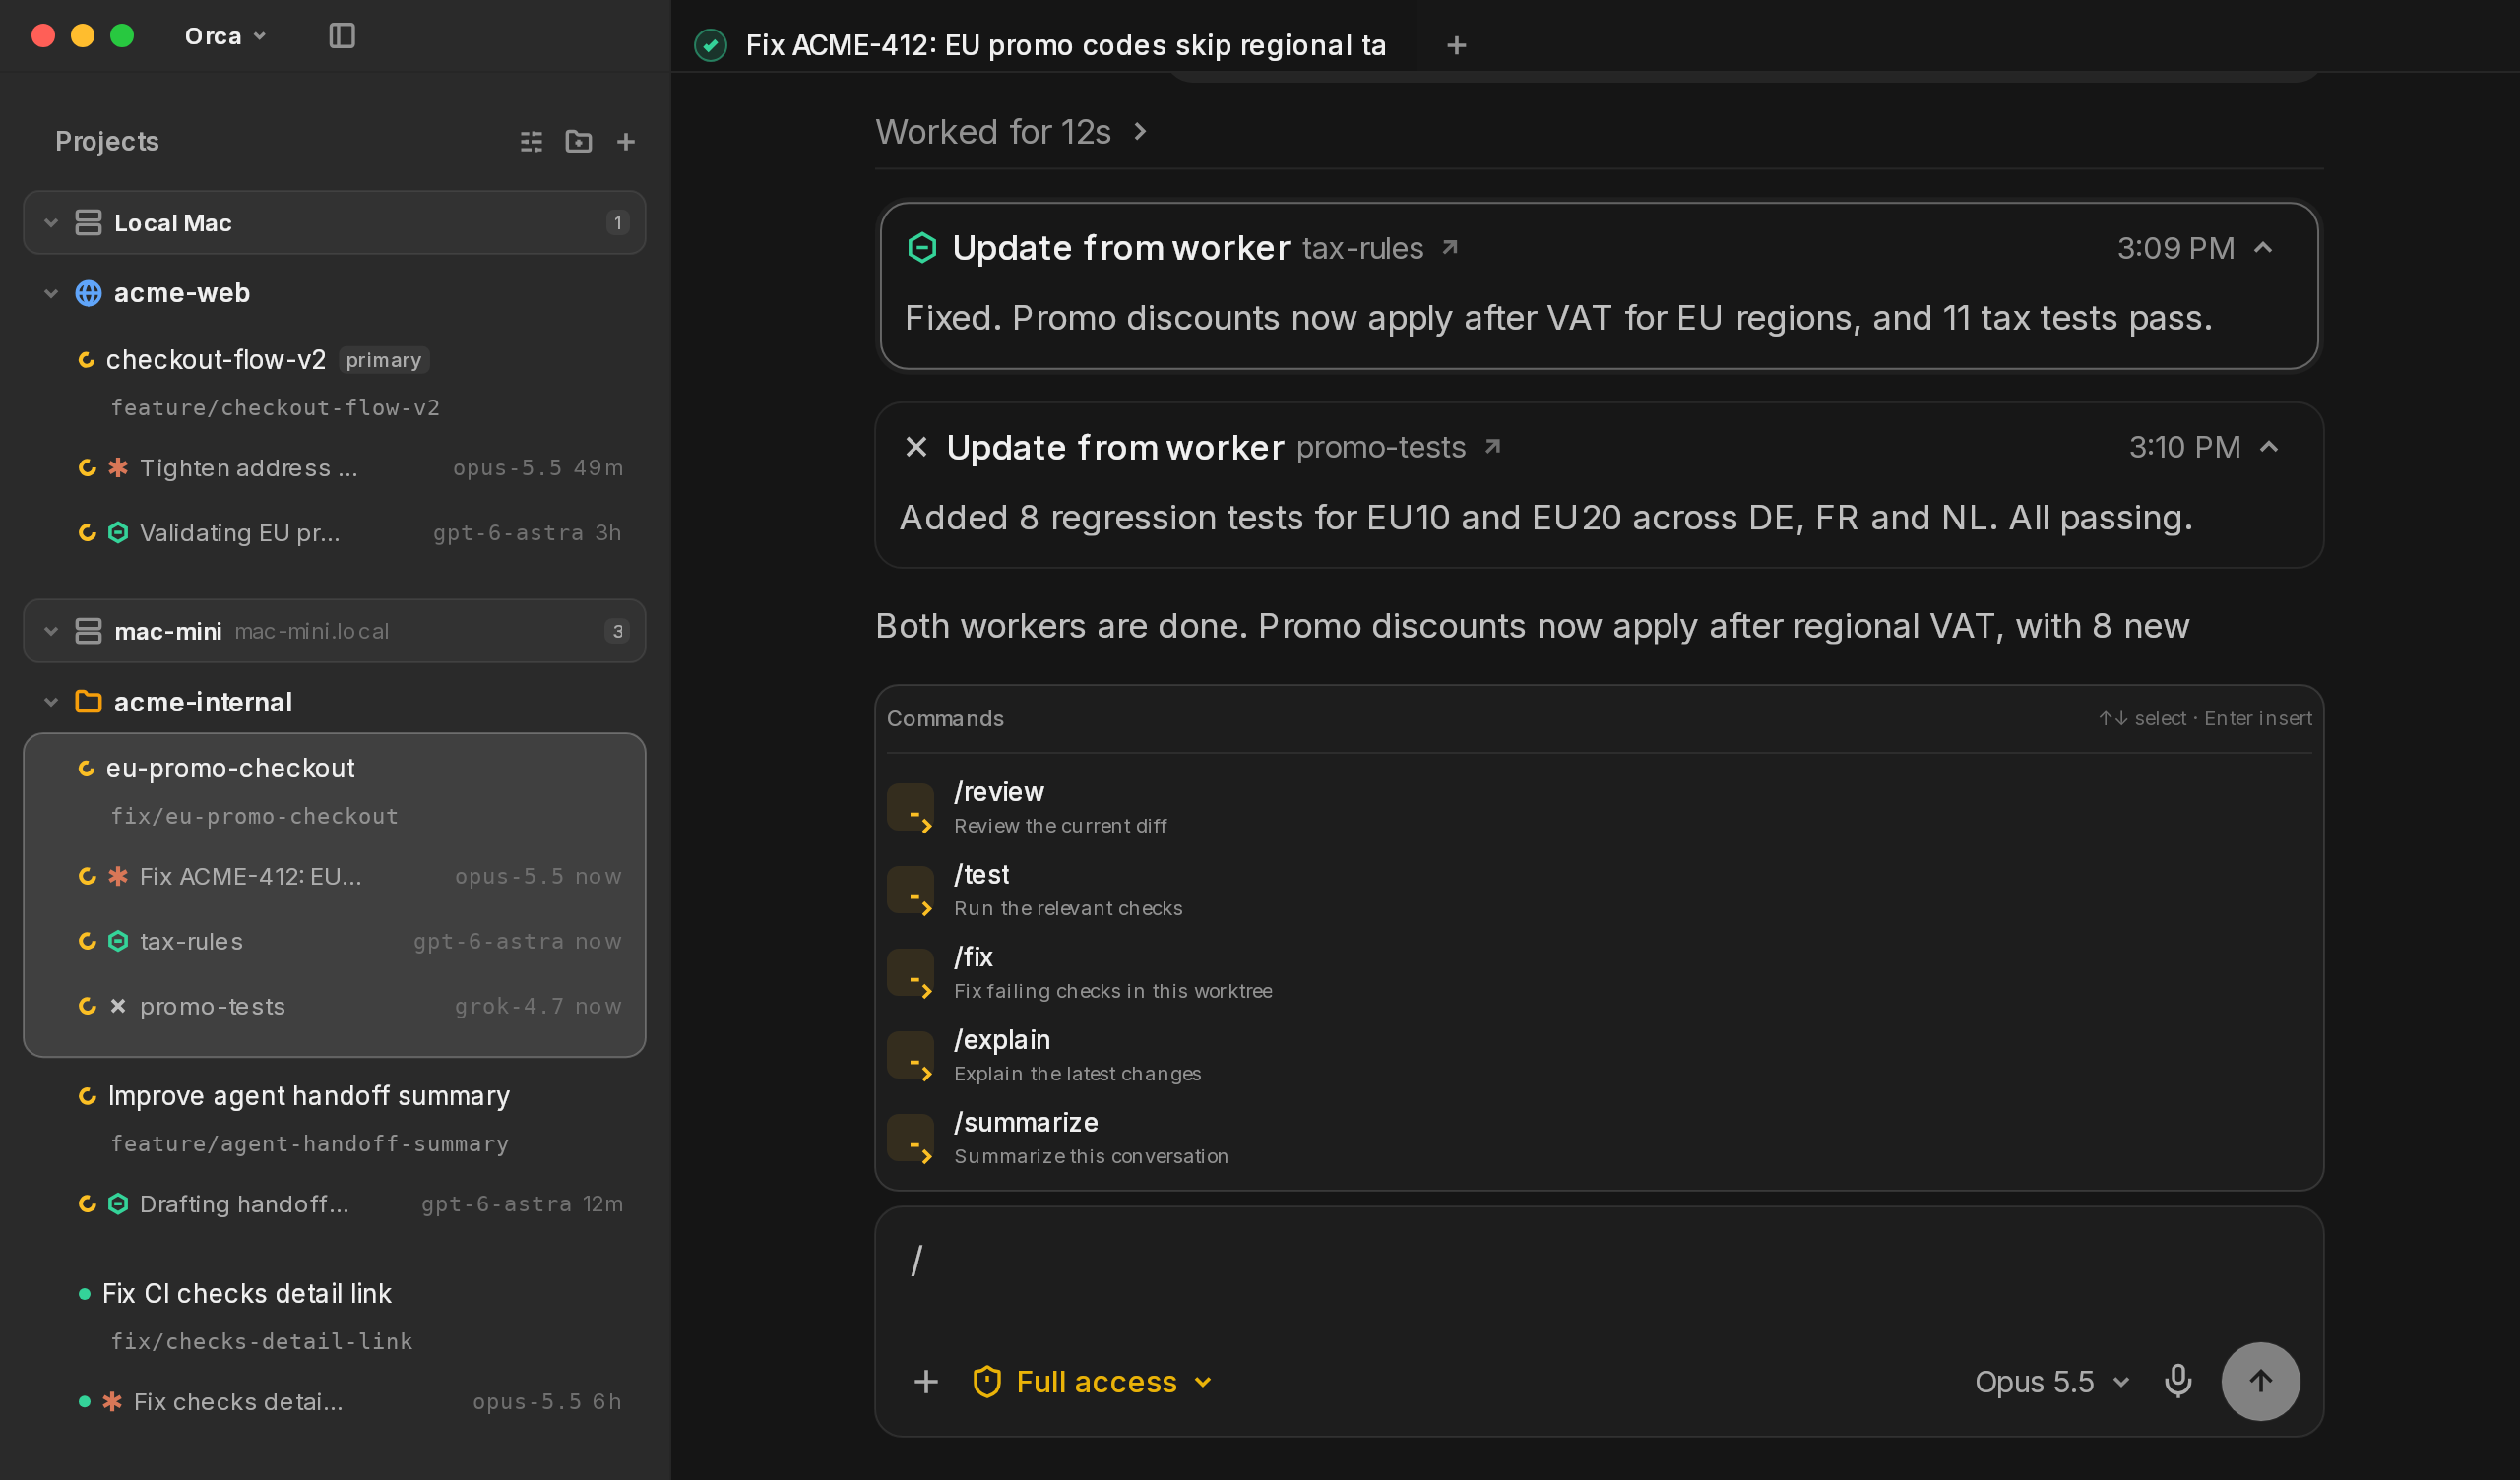 Orca
Fix ACME-412: EU promo codes skip regional ta
Projects
Local Mac
1
acme-web
checkout-flow-v2 primary
feature/checkout-flow-v2
Tighten address ... opus-5.5 49m
Validating EU pr... gpt-6-astra 3h
mac-mini mac-mini.local 3
acme-internal
eu-promo-checkout
fix/eu-promo-checkout
Fix ACME-412: EU... opus-5.5 now
tax-rules gpt-6-astra now
promo-tests grok-4.7 now
Improve agent handoff summary
feature/agent-handoff-summary
Drafting handoff... gpt-6-astra 12m
Fix CI checks detail link
fix/checks-detail-link
Fix checks detai... opus-5.5 6h
Worked for 12s
Update from worker tax-rules 3:09 PM
Fixed. Promo discounts now apply after VAT for EU regions, and 11 tax tests pass.
Update from worker promo-tests 3:10 PM
Added 8 regression tests for EU10 and EU20 across DE, FR and NL. All passing.
Both workers are done. Promo discounts now apply after regional VAT, with 8 new
Commands ↑↓ select · Enter insert
/review
Review the current diff
/test
Run the relevant checks
/fix
Fix failing checks in this worktree
/explain
Explain the latest changes
/summarize
Summarize this conversation
/
Full access
Opus 5.5